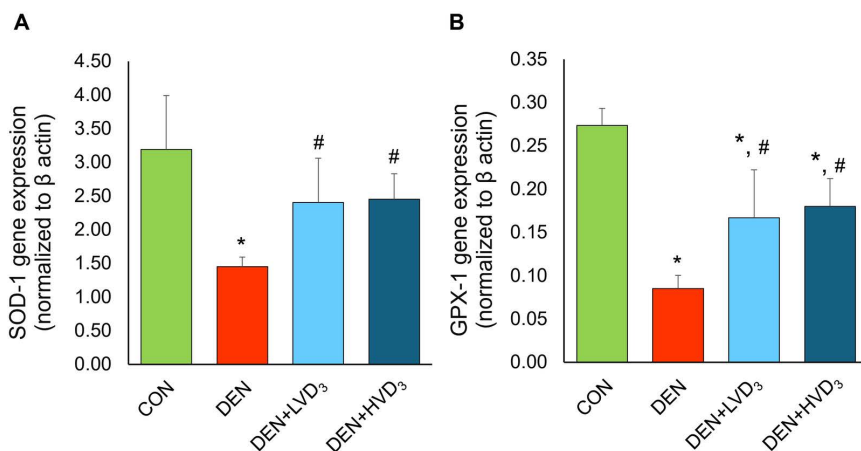 A
SOD-1 gene expression
(normalized to β actin)
4.50
4.00
3.50
3.00
2.50
2.00
1.50
1.00
0.50
0.00
*
#
#
CON
DEN
DEN+LVD₃
DEN+HVD₃
B
GPX-1 gene expression
(normalized to β actin)
0.35
0.30
0.25
0.20
0.15
0.10
0.05
0.00
*
*, #
*, #
CON
DEN
DEN+LVD₃
DEN+HVD₃